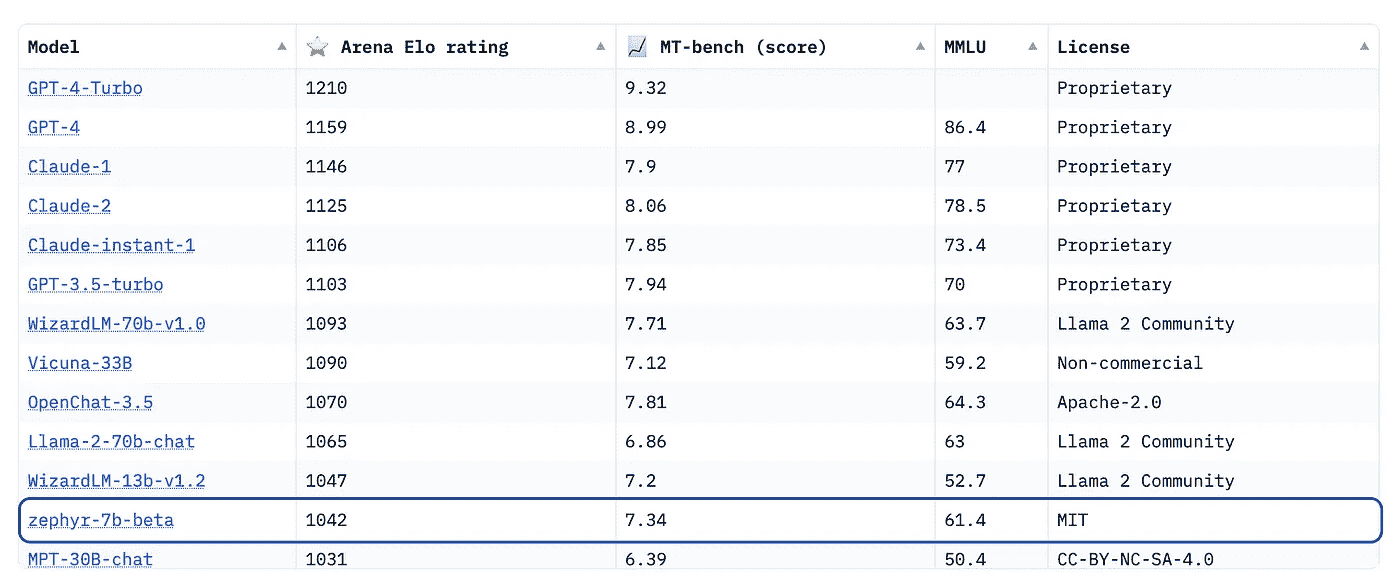 Model Arena Elo rating MT-bench (score) MMLU License
GPT-4-Turbo 1210 9.32 Proprietary
GPT-4 1159 8.99 86.4 Proprietary
Claude-1 1146 7.9 77 Proprietary
Claude-2 1125 8.06 78.5 Proprietary
Claude-instant-1 1106 7.85 73.4 Proprietary
GPT-3.5-turbo 1103 7.94 70 Proprietary
WizardLM-70b-v1.0 1093 7.71 63.7 Llama 2 Community
Vicuna-33B 1090 7.12 59.2 Non-commercial
OpenChat-3.5 1070 7.81 64.3 Apache-2.0
Llama-2-70b-chat 1065 6.86 63 Llama 2 Community
WizardLM-13b-v1.2 1047 7.2 52.7 Llama 2 Community
zephyr-7b-beta 1042 7.34 61.4 MIT
MPT-30B-chat 1031 6.39 50.4 CC-BY-NC-SA-4.0